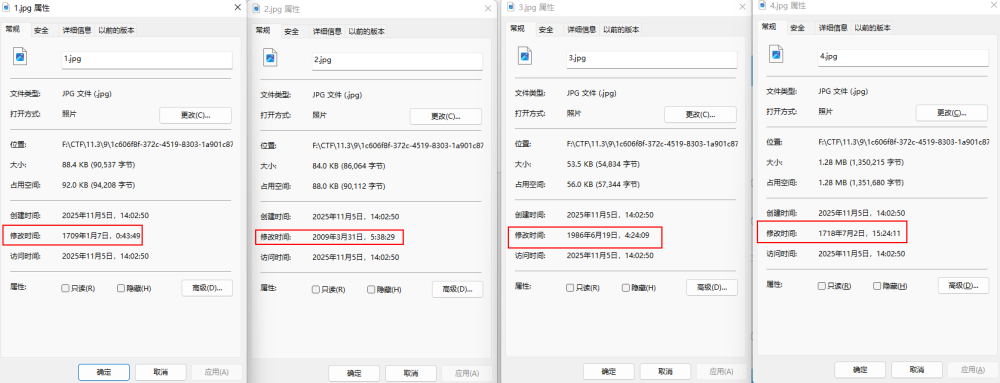 1.jpg 属性
常规 安全 详细信息 以前的版本
1.jpg
文件类型: JPG 文件 (.jpg)
打开方式: 照片 更改(C)...
位置: F:\CTF\11.3\9\1c606f8f-372c-4519-8303-1a901c87
大小: 88.4 KB (90,537 字节)
占用空间: 92.0 KB (94,208 字节)
创建时间: 2025年11月5日，14:02:50
修改时间: 1709年1月7日，0:43:49
访问时间: 2025年11月5日，14:02:50
属性: 只读(R) 隐藏(H) 高级(D)...
确定 取消 应用(A)
2.jpg 属性
常规 安全 详细信息 以前的版本
2.jpg
文件类型: JPG 文件 (.jpg)
打开方式: 照片 更改(C)...
位置: F:\CTF\11.3\9\1c606f8f-372c-4519-8303-1a901c87
大小: 84.0 KB (86,064 字节)
占用空间: 88.0 KB (90,112 字节)
创建时间: 2025年11月5日，14:02:50
修改时间: 2009年3月31日，5:38:29
访问时间: 2025年11月5日，14:02:50
属性: 只读(R) 隐藏(H) 高级(D)...
确定 取消 应用(A)
3.jpg 属性
常规 安全 详细信息 以前的版本
3.jpg
文件类型: JPG 文件 (.jpg)
打开方式: 照片 更改(C)...
位置: F:\CTF\11.3\9\1c606f8f-372c-4519-8303-1a901c87
大小: 53.5 KB (54,834 字节)
占用空间: 56.0 KB (57,344 字节)
创建时间: 2025年11月5日，14:02:50
修改时间: 1986年6月19日，4:24:09
访问时间: 2025年11月5日，14:02:50
属性: 只读(R) 隐藏(H) 高级(D)...
确定 取消 应用(A)
4.jpg 属性
常规 安全 详细信息 以前的版本
4.jpg
文件类型: JPG 文件 (.jpg)
打开方式: 照片 更改(C)...
位置: F:\CTF\11.3\9\1c606f8f-372c-4519-8303-1a901c87
大小: 1.28 MB (1,350,215 字节)
占用空间: 1.28 MB (1,351,680 字节)
创建时间: 2025年11月5日，14:02:50
修改时间: 1718年7月2日，15:24:11
访问时间: 2025年11月5日，14:02:50
属性: 只读(R) 隐藏(H) 高级(D)...
确定 取消 应用(A)